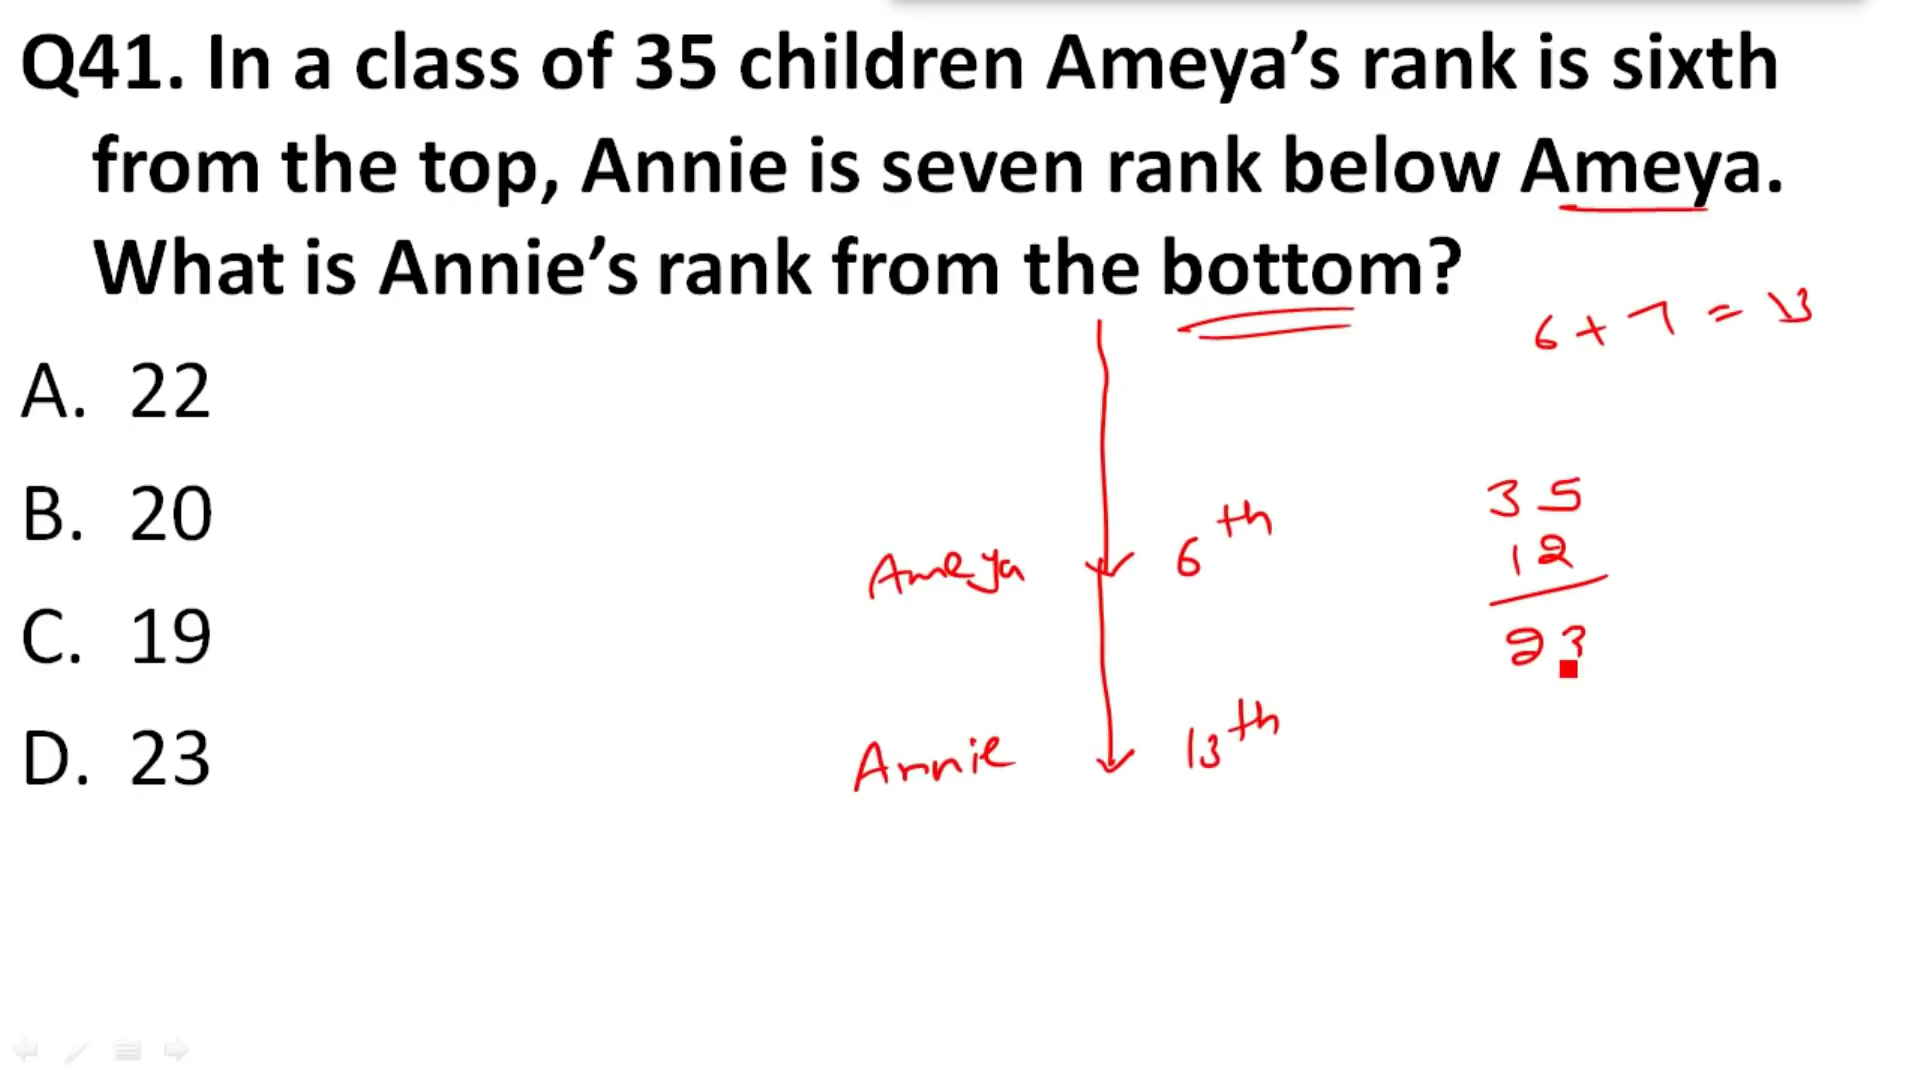 Q41. In a class of 35 children Ameya’s rank is sixth
from the top, Annie is seven rank below Ameya.
What is Annie’s rank from the bottom?
6 + 7 = 13
A. 22
B. 20
C. 19
D. 23
Ameya 6th
Annie 13th
35
12
23